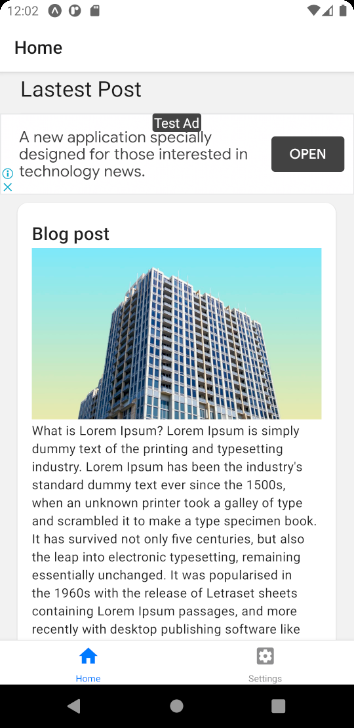 12:02
Home
Lastest Post
Test Ad
A new application specially
designed for those interested in
technology news.
OPEN
Blog post
What is Lorem Ipsum? Lorem Ipsum is simply
dummy text of the printing and typesetting
industry. Lorem Ipsum has been the industry's
standard dummy text ever since the 1500s,
when an unknown printer took a galley of type
and scrambled it to make a type specimen book.
It has survived not only five centuries, but also
the leap into electronic typesetting, remaining
essentially unchanged. It was popularised in
the 1960s with the release of Letraset sheets
containing Lorem Ipsum passages, and more
recently with desktop publishing software like
Home
Settings